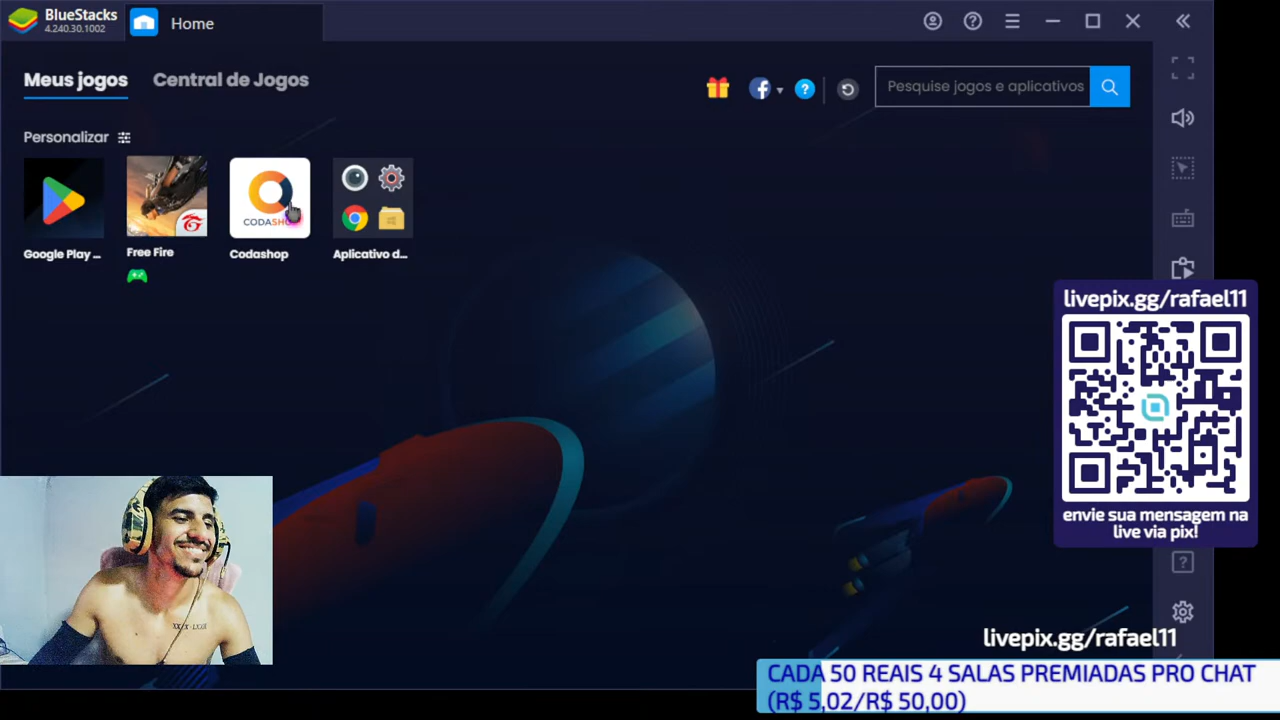 BlueStacks
4.240.30.1002
Home
Meus jogos
Central de Jogos
Pesquise jogos e aplicativos
Personalizar
CODASH
Google Play ...
Free Fire
Codashop
Aplicativo d...
livepix.gg/rafael11
envie sua mensagem na
live via pix!
livepix.gg/rafael11
CADA 50 REAIS 4 SALAS PREMIADAS PRO CHAT
(R$ 5,02/R$ 50,00)